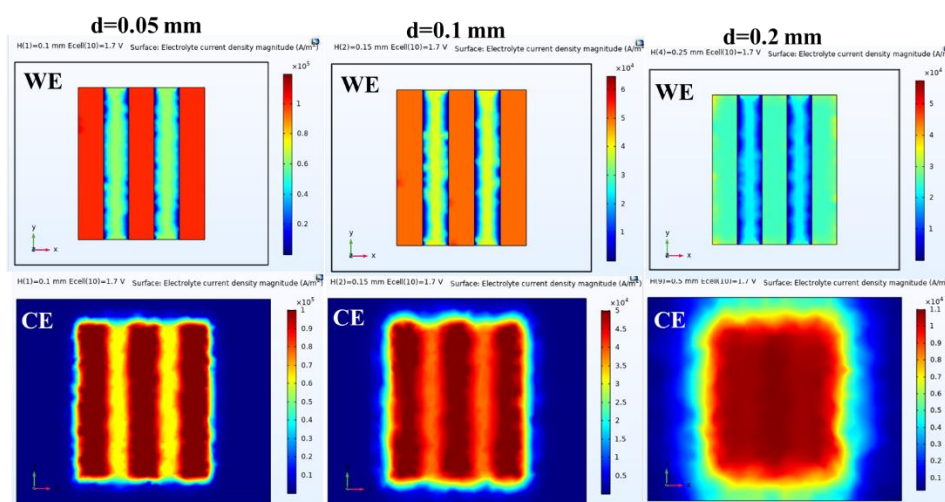 d=0.05 mm
d=0.1 mm
d=0.2 mm
H(1)=0.1 mm Ecell(10)=1.7 V Surface: Electrolyte current density magnitude (A/m²)
×10⁵
WE
1
0.8
0.6
0.4
0.2
y
z
x
H(2)=0.15 mm Ecell(10)=1.7 V Surface: Electrolyte current density magnitude (A/m²)
×10⁴
WE
6
5
4
3
2
1
y
z
x
H(4)=0.25 mm Ecell(10)=1.7 V Surface: Electrolyte current density magnitude (A/m²)
×10⁴
WE
5
4
3
2
1
0
y
z
x
H(1)=0.1 mm Ecell(10)=1.7 V Surface: Electrolyte current density magnitude (A/m²)
×10⁵
CE
1
0.9
0.8
0.7
0.6
0.5
0.4
0.3
0.2
0.1
H(2)=0.15 mm Ecell(10)=1.7 V Surface: Electrolyte current density magnitude (A/m²)
×10⁴
CE
5
4.5
4
3.5
3
2.5
2
1.5
1
0.5
H(9)=0.5 mm Ecell(10)=1.7 V Surface: Electrolyte current density magnitude (A/m²)
×10⁴
CE
1.1
1
0.9
0.8
0.7
0.6
0.5
0.4
0.3
0.2
0.1